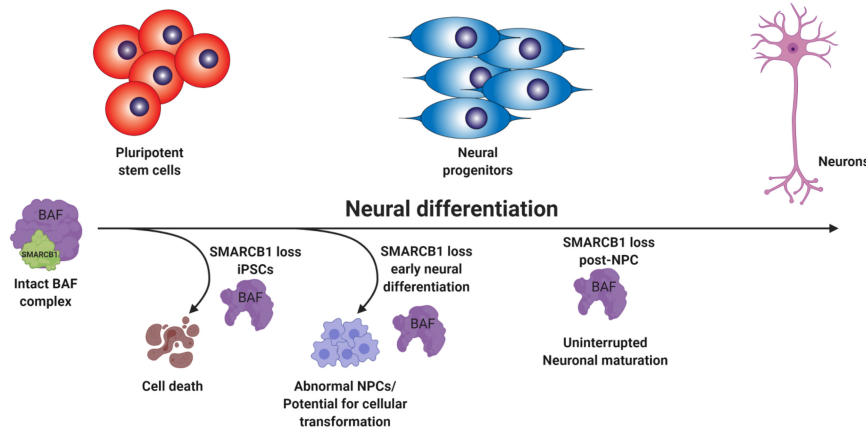 Pluripotent
stem cells
Neural
progenitors
Neurons
Neural differentiation
BAF
SMARCB1
Intact BAF
complex
SMARCB1 loss
iPSCs
BAF
Cell death
SMARCB1 loss
early neural
differentiation
BAF
Abnormal NPCs/
Potential for cellular
transformation
SMARCB1 loss
post-NPC
BAF
Uninterrupted
Neuronal maturation